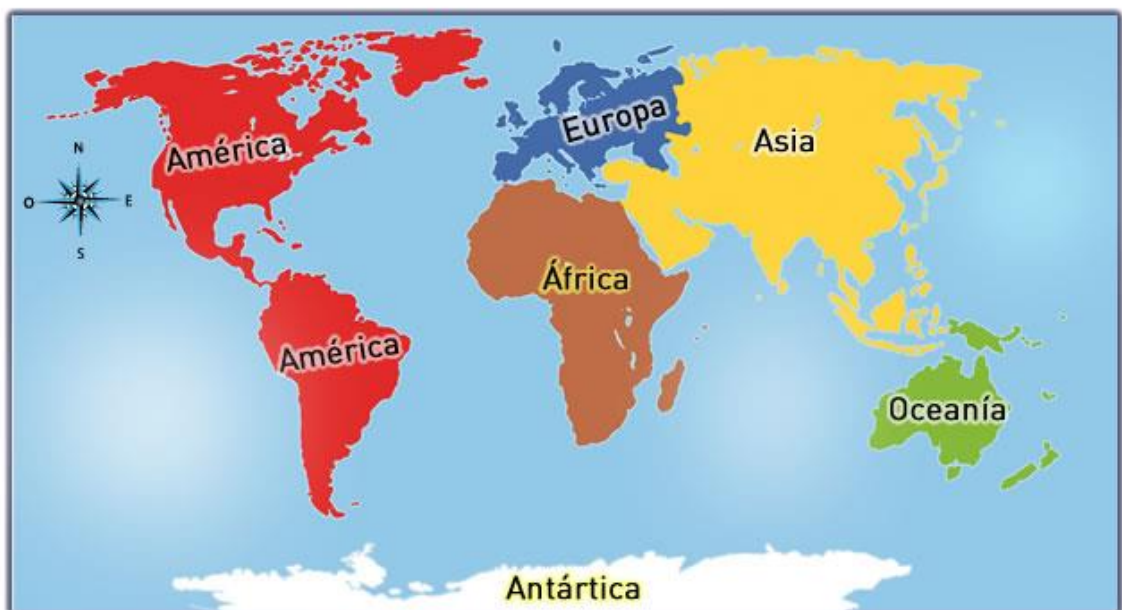 Europa
Asia
América
N
O
E
S
África
América
Oceanía
Antártica